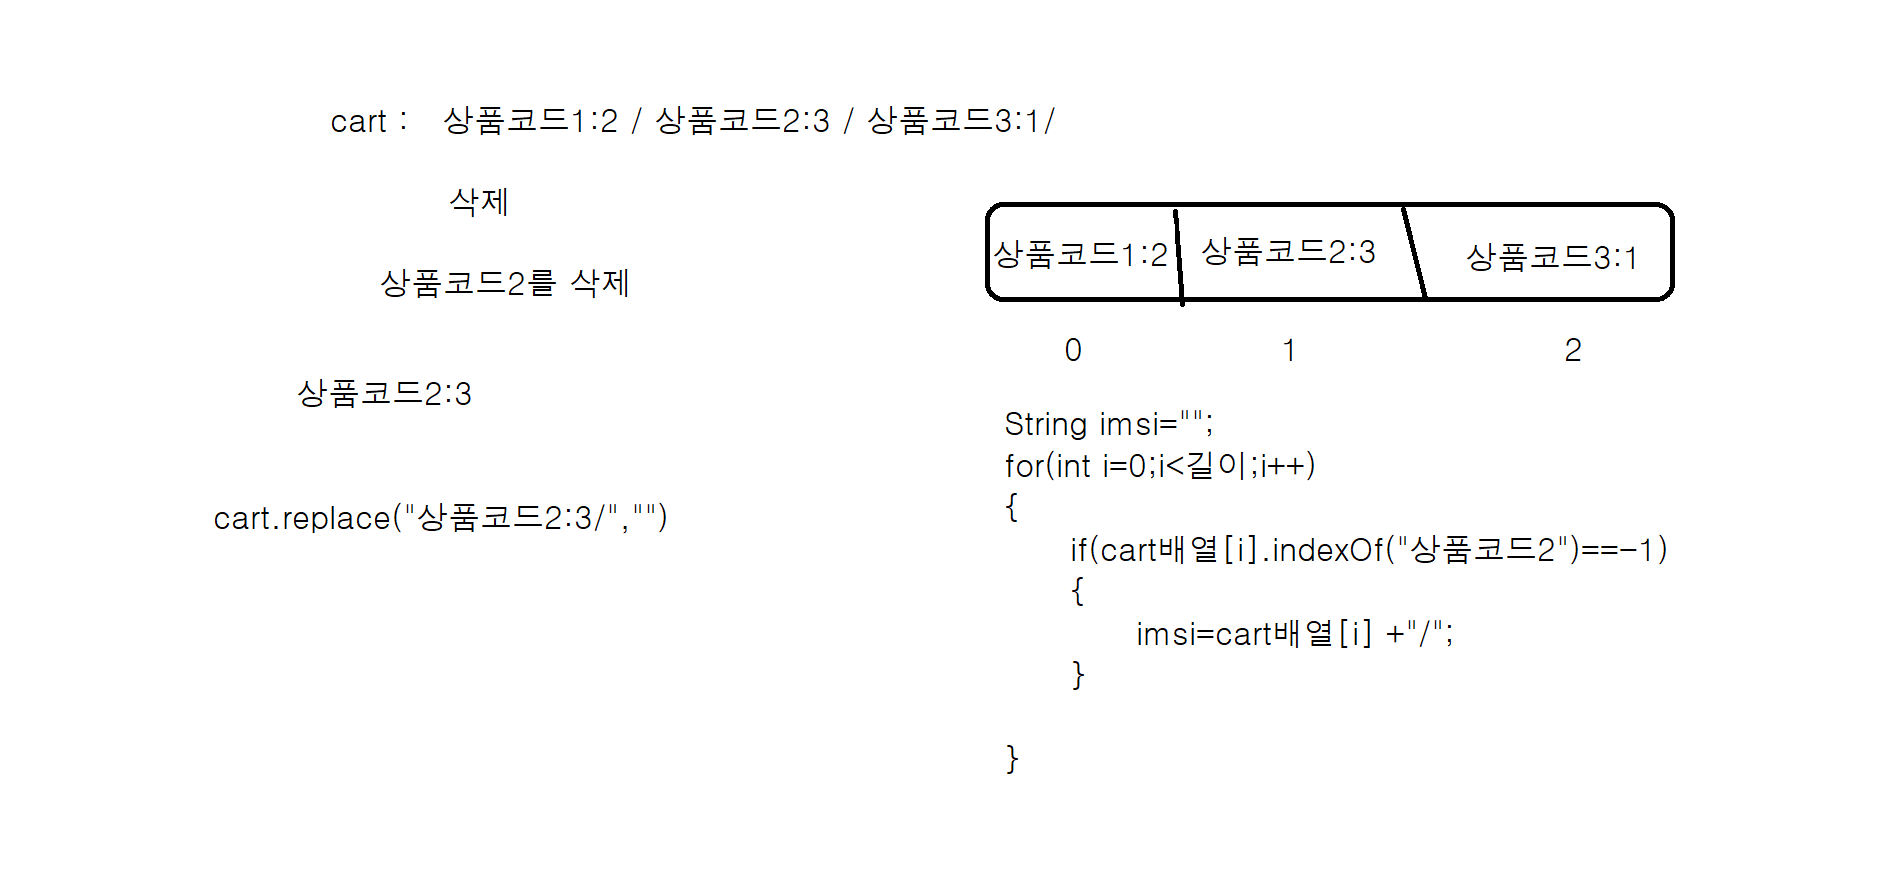 cart : 상품코드1:2 / 상품코드2:3 / 상품코드3:1/
삭제
상품코드2를 삭제
상품코드2:3
cart.replace("상품코드2:3/","")
상품코드1:2 상품코드2:3 상품코드3:1
0 1 2
String imsi="";
for(int i=0;i<길이;i++)
{
if(cart배열[i].indexOf("상품코드2")==-1)
{
imsi=cart배열[i] +"/";
}
}